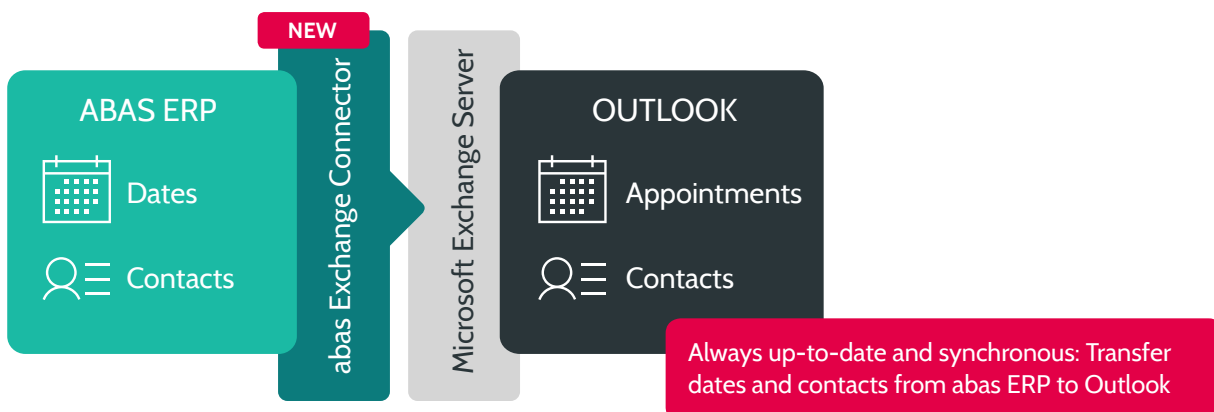 NEW
ABAS ERP
Dates
Contacts
abas Exchange Connector
Microsoft Exchange Server
OUTLOOK
Appointments
Contacts
Always up-to-date and synchronous: Transfer
dates and contacts from abas ERP to Outlook